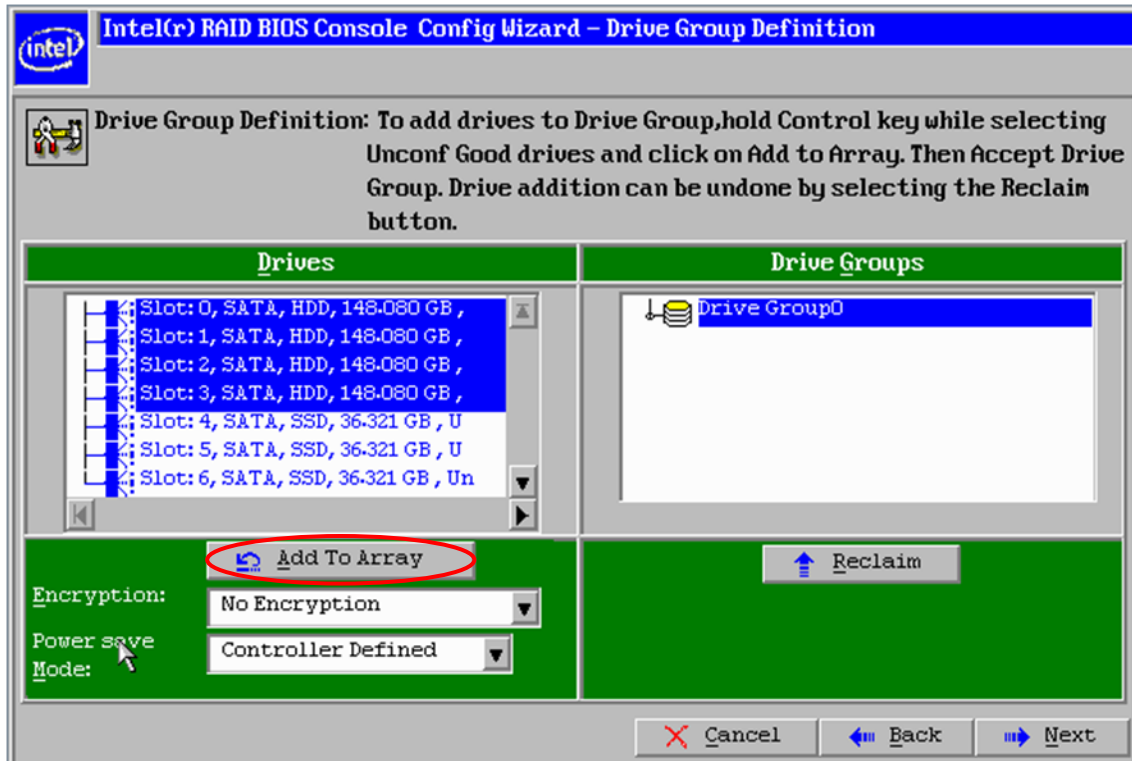 intel
Intel(r) RAID BIOS Console Config Wizard – Drive Group Definition
Drive Group Definition: To add drives to Drive Group,hold Control key while selecting
Unconf Good drives and click on Add to Array. Then Accept Drive
Group. Drive addition can be undone by selecting the Reclaim
button.
Drives
Slot: 0, SATA, HDD, 148.080 GB ,
Slot: 1, SATA, HDD, 148.080 GB ,
Slot: 2, SATA, HDD, 148.080 GB ,
Slot: 3, SATA, HDD, 148.080 GB ,
Slot: 4, SATA, SSD, 36.321 GB , U
Slot: 5, SATA, SSD, 36.321 GB , U
Slot: 6, SATA, SSD, 36.321 GB , Un
Drive Groups
Drive Group0
Add To Array
Encryption:
No Encryption
Power save
Mode:
Controller Defined
Reclaim
Cancel
Back
Next